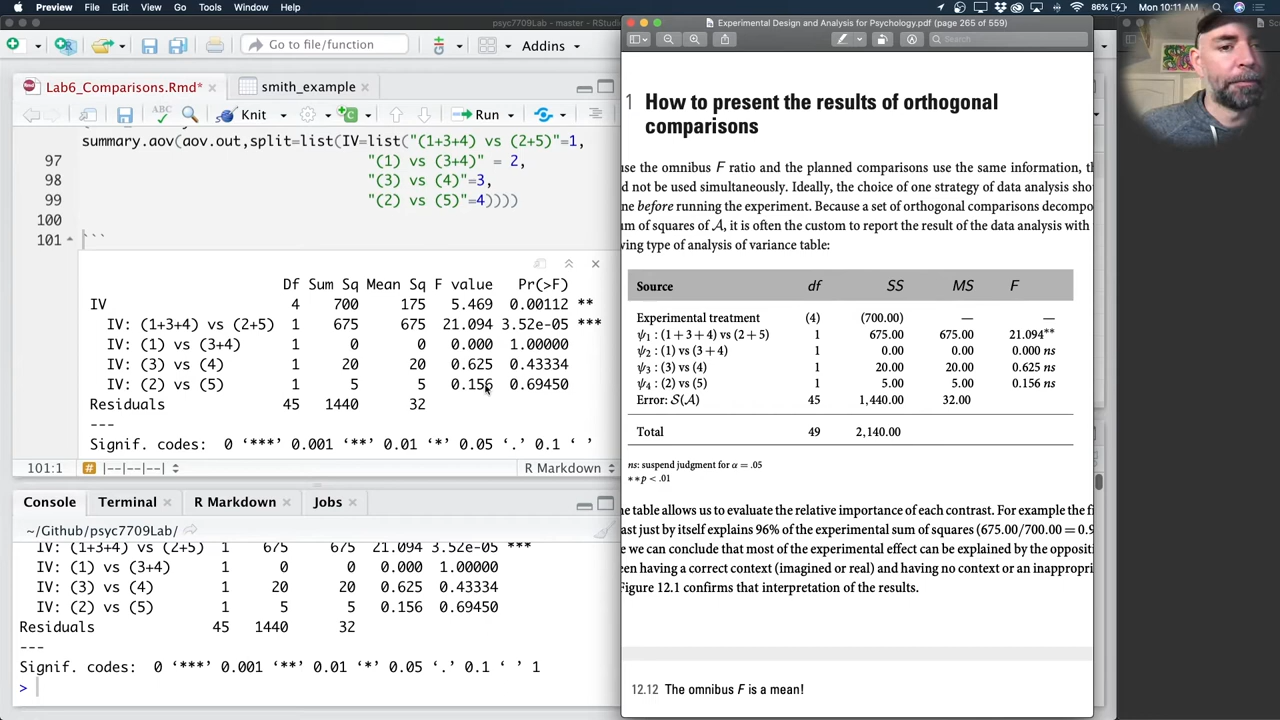 Preview File Edit View Go Tools Window Help
86% Mon 10:11 AM
psyc7709Lab - master - RStudi
Go to file/function
Addins
Lab6_Comparisons.Rmd*
smith_example
ABC
Knit
Run
summary.aov(aov.out,split=list(IV=list("(1+3+4) vs (2+5)"=1,
97 "(1) vs (3+4)" = 2,
98 "(3) vs (4)"=3,
99 "(2) vs (5)"=4))))
100
101 ```
Df Sum Sq Mean Sq F value Pr(>F)
IV 4 700 175 5.469 0.00112 **
IV: (1+3+4) vs (2+5) 1 675 675 21.094 3.52e-05 ***
IV: (1) vs (3+4) 1 0 0 0.000 1.00000
IV: (3) vs (4) 1 20 20 0.625 0.43334
IV: (2) vs (5) 1 5 5 0.156 0.69450
Residuals 45 1440 32
---
Signif. codes: 0 ‘***’ 0.001 ‘**’ 0.01 ‘*’ 0.05 ‘.’ 0.1 ‘ ’
101:1 # |--|--|--| R Markdown
Console Terminal R Markdown Jobs
~/Github/psyc7709Lab/
IV: (1+3+4) vs (2+5) 1 675 675 21.094 3.52e-05 ***
IV: (1) vs (3+4) 1 0 0 0.000 1.00000
IV: (3) vs (4) 1 20 20 0.625 0.43334
IV: (2) vs (5) 1 5 5 0.156 0.69450
Residuals 45 1440 32
---
Signif. codes: 0 ‘***’ 0.001 ‘**’ 0.01 ‘*’ 0.05 ‘.’ 0.1 ‘ ’ 1
>
Experimental Design and Analysis for Psychology.pdf (page 265 of 559)
Search
1 How to present the results of orthogonal
comparisons
use the omnibus F ratio and the planned comparisons use the same information, th
d not be used simultaneously. Ideally, the choice of one strategy of data analysis sho
ne before running the experiment. Because a set of orthogonal comparisons decompo
um of squares of A, it is often the custom to report the result of the data analysis with
wing type of analysis of variance table:
Source df SS MS F
Experimental treatment (4) (700.00) — —
ψ1 : (1 + 3 + 4) vs (2 + 5) 1 675.00 675.00 21.094**
ψ2 : (1) vs (3 + 4) 1 0.00 0.00 0.000 ns
ψ3 : (3) vs (4) 1 20.00 20.00 0.625 ns
ψ4 : (2) vs (5) 1 5.00 5.00 0.156 ns
Error: S(A) 45 1,440.00 32.00
Total 49 2,140.00
ns: suspend judgment for α = .05
**p < .01
he table allows us to evaluate the relative importance of each contrast. For example the fi
ast just by itself explains 96% of the experimental sum of squares (675.00/700.00 = 0.9
e we can conclude that most of the experimental effect can be explained by the oppositi
een having a correct context (imagined or real) and having no context or an inappropri
Figure 12.1 confirms that interpretation of the results.
12.12 The omnibus F is a mean!